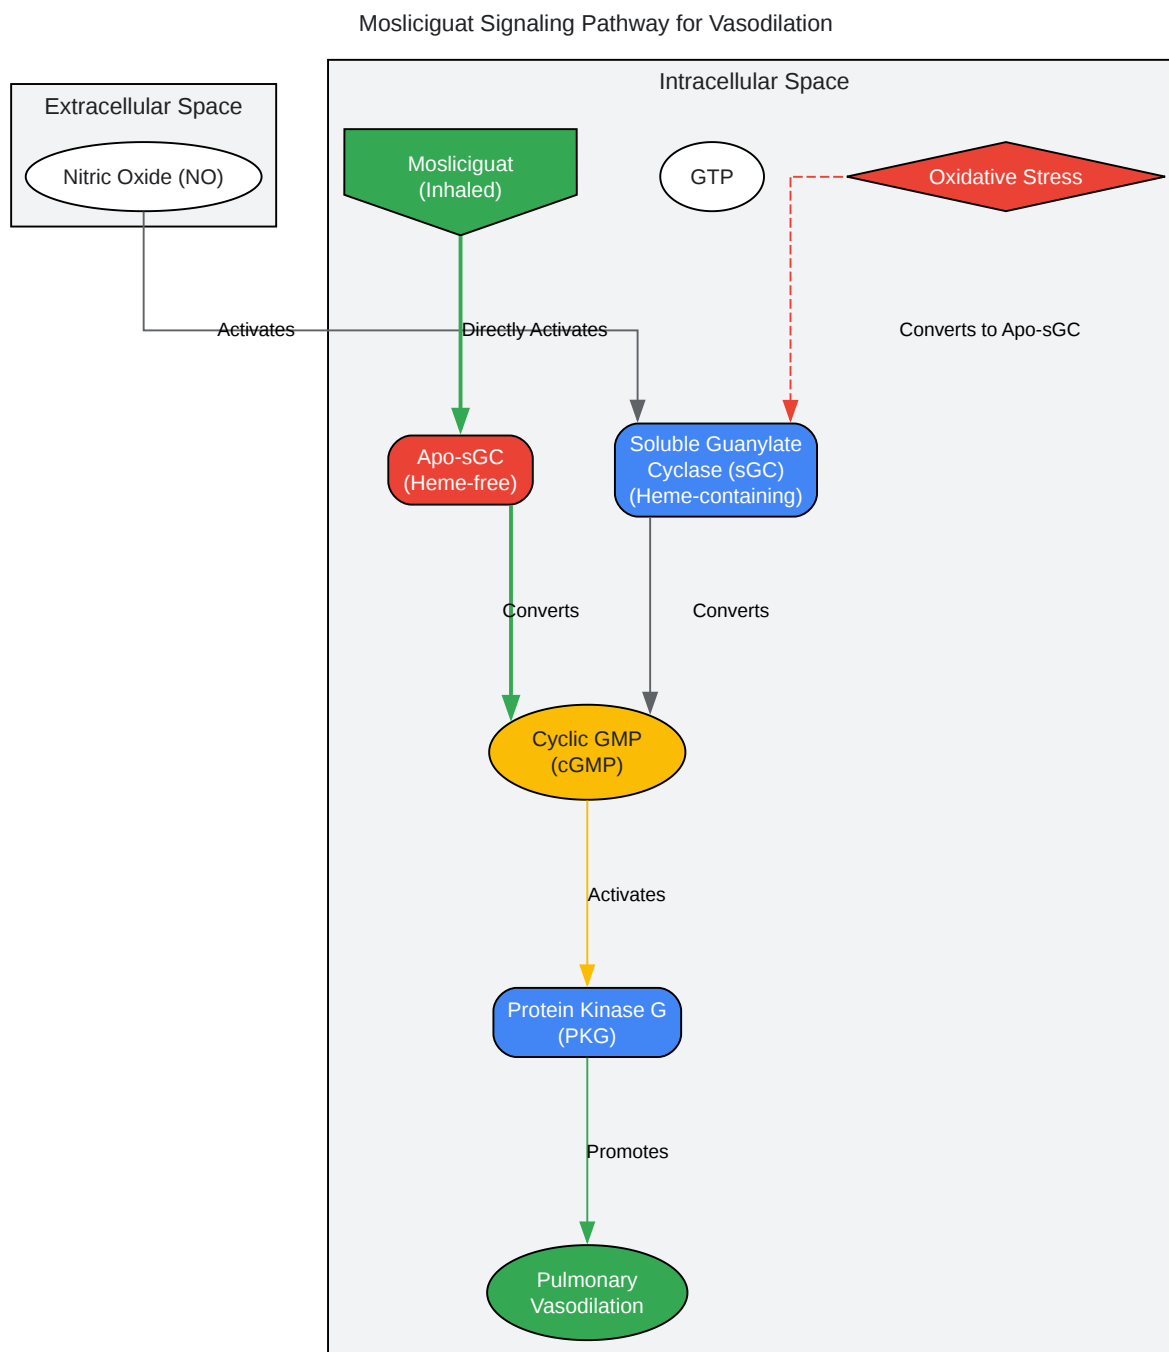 Mosliciguat Signaling Pathway for Vasodilation
Intracellular Space
Extracellular Space
Nitric Oxide (NO)
Mosliciguat
(Inhaled)
GTP
Oxidative Stress
Activates
Directly Activates
Converts to Apo-sGC
Apo-sGC
(Heme-free)
Soluble Guanylate
Cyclase (sGC)
(Heme-containing)
Converts
Converts
Cyclic GMP
(cGMP)
Activates
Protein Kinase G
(PKG)
Promotes
Pulmonary
Vasodilation